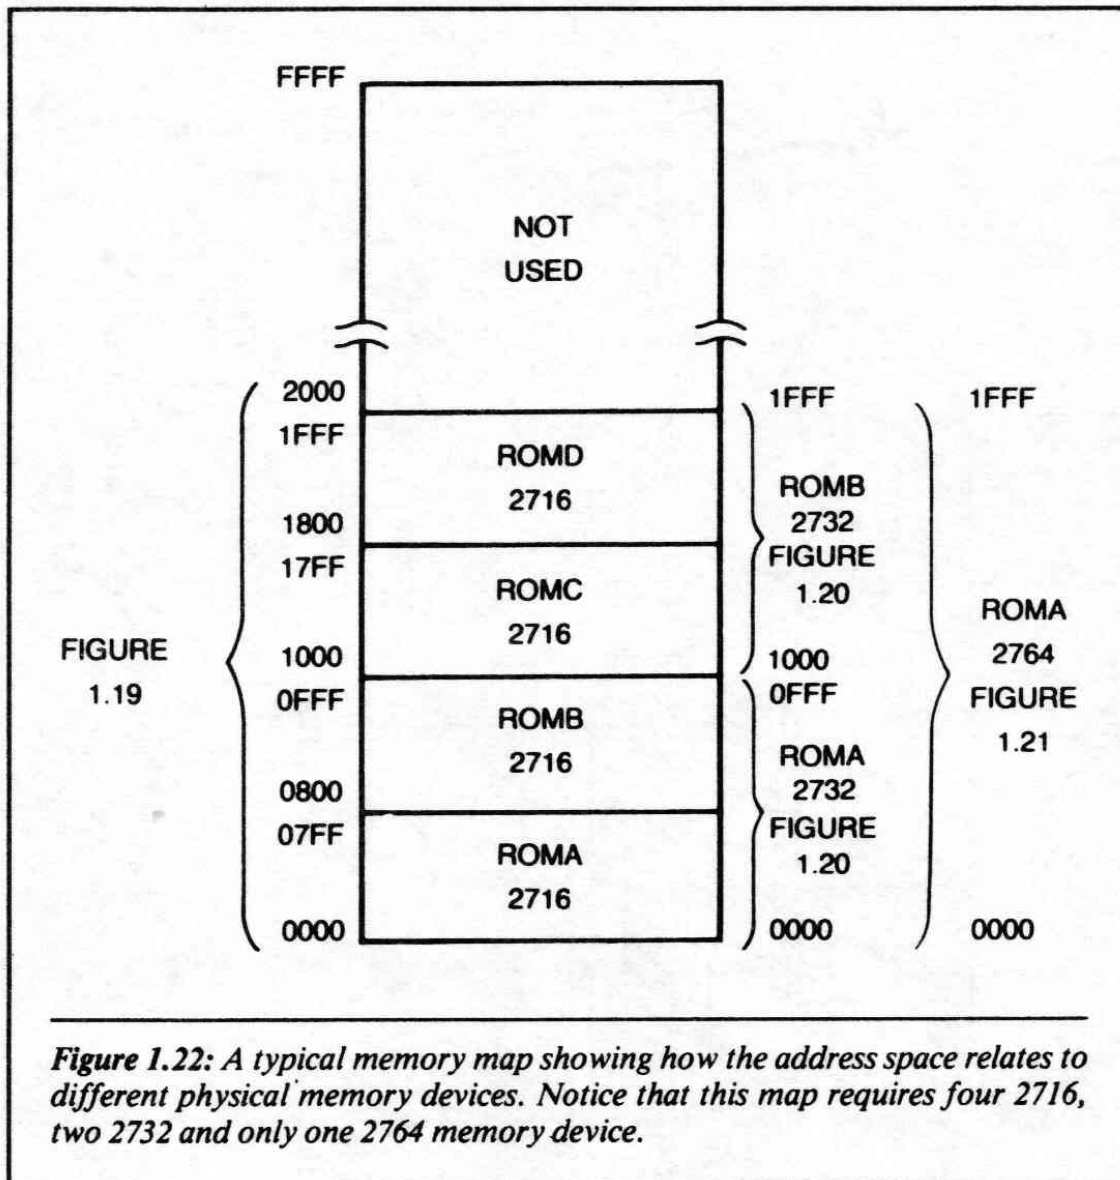 FFFF
NOT
USED
2000
1FFF
1FFF
1FFF
ROMD
2716
ROMB
2732
FIGURE
1.20
1800
17FF
ROMC
2716
ROMA
2764
FIGURE
1.21
FIGURE
1.19
1000
1000
0FFF
0FFF
ROMB
2716
ROMA
2732
FIGURE
1.20
0800
07FF
ROMA
2716
0000
0000
0000
Figure 1.22: A typical memory map showing how the address space relates to
different physical memory devices. Notice that this map requires four 2716,
two 2732 and only one 2764 memory device.